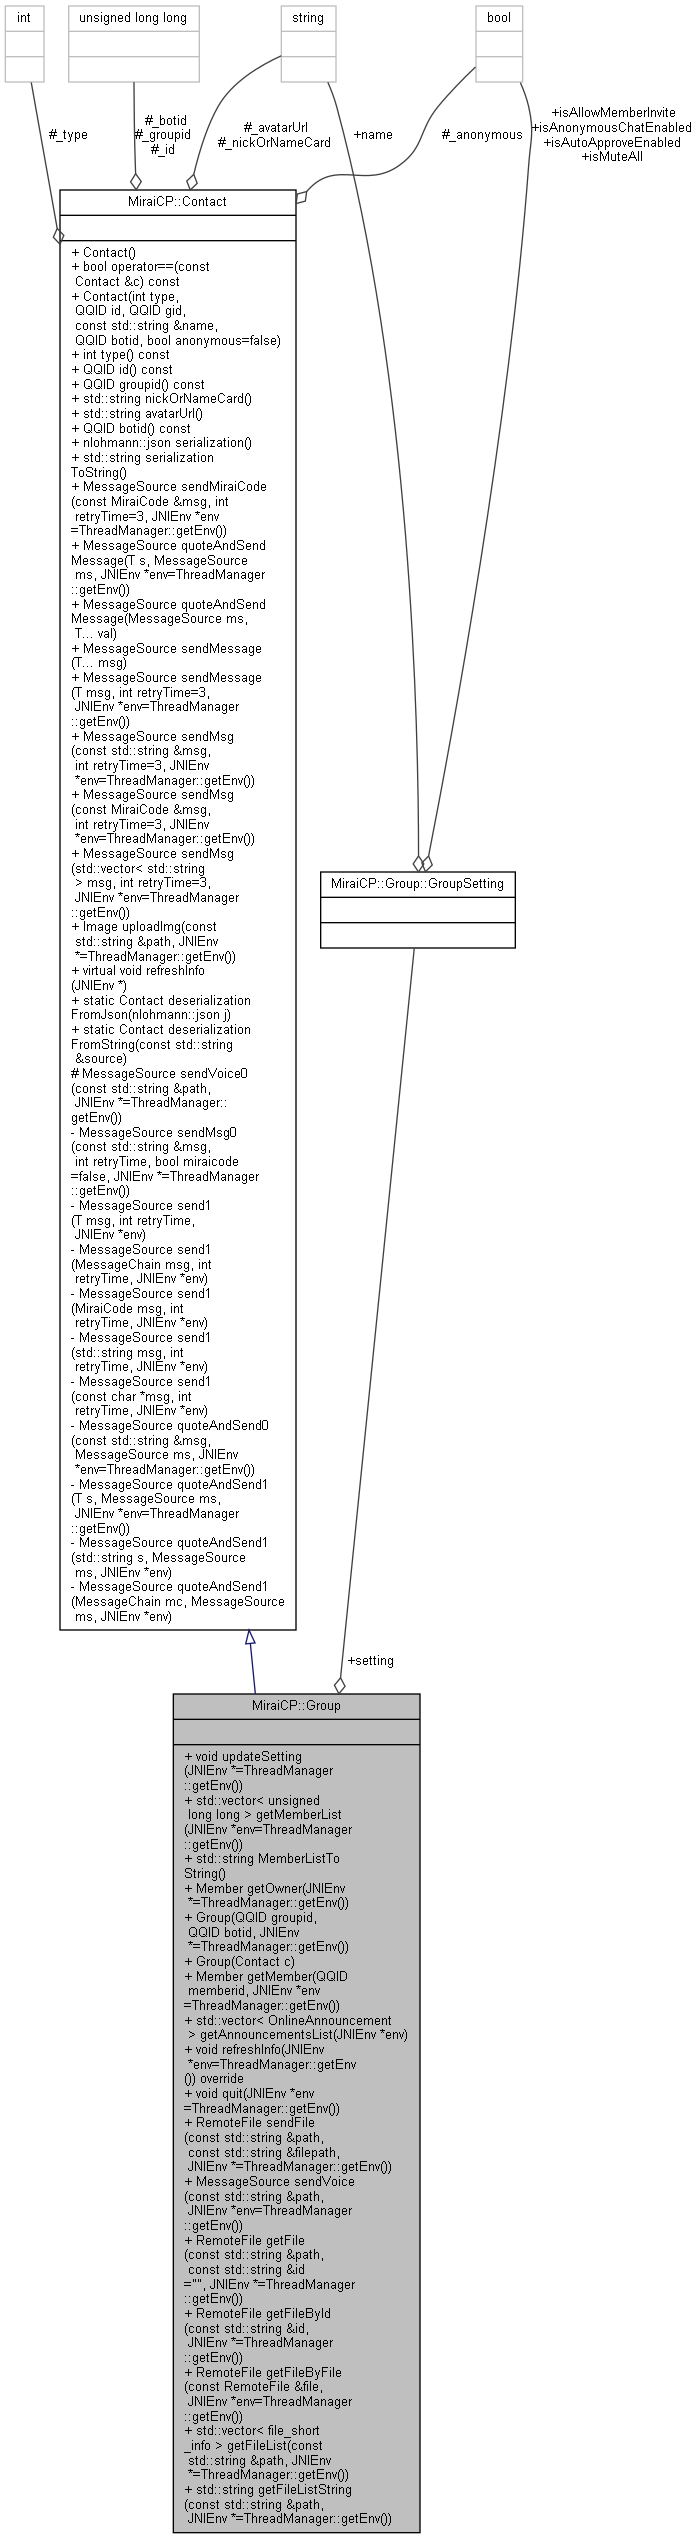 int
unsigned long long
string
bool
#_type
#_botid
#_groupid
#_id
#_avatarUrl
#_nickOrNameCard
+name
#_anonymous
+isAllowMemberInvite
+isAnonymousChatEnabled
+isAutoApproveEnabled
+isMuteAll
MiraiCP::Contact
+ Contact()
+ bool operator==(const
Contact &c) const
+ Contact(int type,
QQID id, QQID gid,
const std::string &name,
QQID botid, bool anonymous=false)
+ int type() const
+ QQID id() const
+ QQID groupid() const
+ std::string nickOrNameCard()
+ std::string avatarUrl()
+ QQID botid() const
+ nlohmann::json serialization()
+ std::string serialization
ToString()
+ MessageSource sendMiraiCode
(const MiraiCode &msg, int
retryTime=3, JNIEnv *env
=ThreadManager::getEnv())
+ MessageSource quoteAndSend
Message(T s, MessageSource
ms, JNIEnv *env=ThreadManager
::getEnv())
+ MessageSource quoteAndSend
Message(MessageSource ms,
T... val)
+ MessageSource sendMessage
(T... msg)
+ MessageSource sendMessage
(T msg, int retryTime=3,
JNIEnv *env=ThreadManager
::getEnv())
+ MessageSource sendMsg
(const std::string &msg,
int retryTime=3, JNIEnv
*env=ThreadManager::getEnv())
+ MessageSource sendMsg
(const MiraiCode &msg,
int retryTime=3, JNIEnv
*env=ThreadManager::getEnv())
+ MessageSource sendMsg
(std::vector< std::string
> msg, int retryTime=3,
JNIEnv *env=ThreadManager
::getEnv())
+ Image uploadImg(const
std::string &path, JNIEnv
*=ThreadManager::getEnv())
+ virtual void refreshInfo
(JNIEnv *)
+ static Contact deserialization
FromJson(nlohmann::json j)
+ static Contact deserialization
FromString(const std::string
&source)
# MessageSource sendVoice0
(const std::string &path,
JNIEnv *=ThreadManager::
getEnv())
- MessageSource sendMsg0
(const std::string &msg,
int retryTime, bool miraicode
=false, JNIEnv *=ThreadManager
::getEnv())
- MessageSource send1
(T msg, int retryTime,
JNIEnv *env)
- MessageSource send1
(MessageChain msg, int
retryTime, JNIEnv *env)
- MessageSource send1
(MiraiCode msg, int
retryTime, JNIEnv *env)
- MessageSource send1
(std::string msg, int
retryTime, JNIEnv *env)
- MessageSource send1
(const char *msg, int
retryTime, JNIEnv *env)
- MessageSource quoteAndSend0
(const std::string &msg,
MessageSource ms, JNIEnv
*env=ThreadManager::getEnv())
- MessageSource quoteAndSend1
(T s, MessageSource ms,
JNIEnv *env=ThreadManager
::getEnv())
- MessageSource quoteAndSend1
(std::string s, MessageSource
ms, JNIEnv *env)
- MessageSource quoteAndSend1
(MessageChain mc, MessageSource
ms, JNIEnv *env)
MiraiCP::Group::GroupSetting
+setting
MiraiCP::Group
+ void updateSetting
(JNIEnv *=ThreadManager
::getEnv())
+ std::vector< unsigned
long long > getMemberList
(JNIEnv *env=ThreadManager
::getEnv())
+ std::string MemberListTo
String()
+ Member getOwner(JNIEnv
*=ThreadManager::getEnv())
+ Group(QQID groupid,
QQID botid, JNIEnv
*=ThreadManager::getEnv())
+ Group(Contact c)
+ Member getMember(QQID
memberid, JNIEnv *env
=ThreadManager::getEnv())
+ std::vector< OnlineAnnouncement
> getAnnouncementsList(JNIEnv *env)
+ void refreshInfo(JNIEnv
*env=ThreadManager::getEnv
()) override
+ void quit(JNIEnv *env
=ThreadManager::getEnv())
+ RemoteFile sendFile
(const std::string &path,
const std::string &filepath,
JNIEnv *=ThreadManager::getEnv())
+ MessageSource sendVoice
(const std::string &path,
JNIEnv *env=ThreadManager
::getEnv())
+ RemoteFile getFile
(const std::string &path,
const std::string &id
="", JNIEnv *=ThreadManager
::getEnv())
+ RemoteFile getFileById
(const std::string &id,
JNIEnv *=ThreadManager
::getEnv())
+ RemoteFile getFileByFile
(const RemoteFile &file,
JNIEnv *env=ThreadManager
::getEnv())
+ std::vector< file_short
_info > getFileList(const
std::string &path, JNIEnv
*=ThreadManager::getEnv())
+ std::string getFileListString
(const std::string &path,
JNIEnv *=ThreadManager::getEnv())